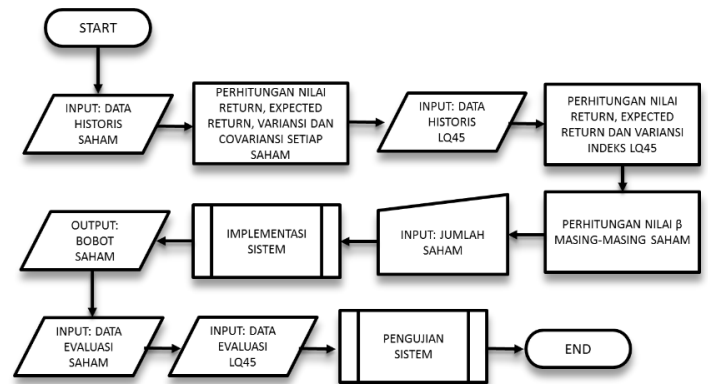 START
INPUT: DATA
HISTORIS
SAHAM
PERHITUNGAN NILAI
RETURN, EXPECTED
RETURN, VARIANSI DAN
COVARIANSI SETIAP
SAHAM
INPUT: DATA
HISTORIS
LQ45
PERHITUNGAN NILAI
RETURN, EXPECTED
RETURN DAN VARIANSI
INDEKS LQ45
PERHITUNGAN NILAI β
MASING-MASING SAHAM
INPUT: JUMLAH
SAHAM
IMPLEMENTASI
SISTEM
OUTPUT:
BOBOT
SAHAM
INPUT: DATA
EVALUASI
SAHAM
INPUT: DATA
EVALUASI
LQ45
PENGUJIAN
SISTEM
END